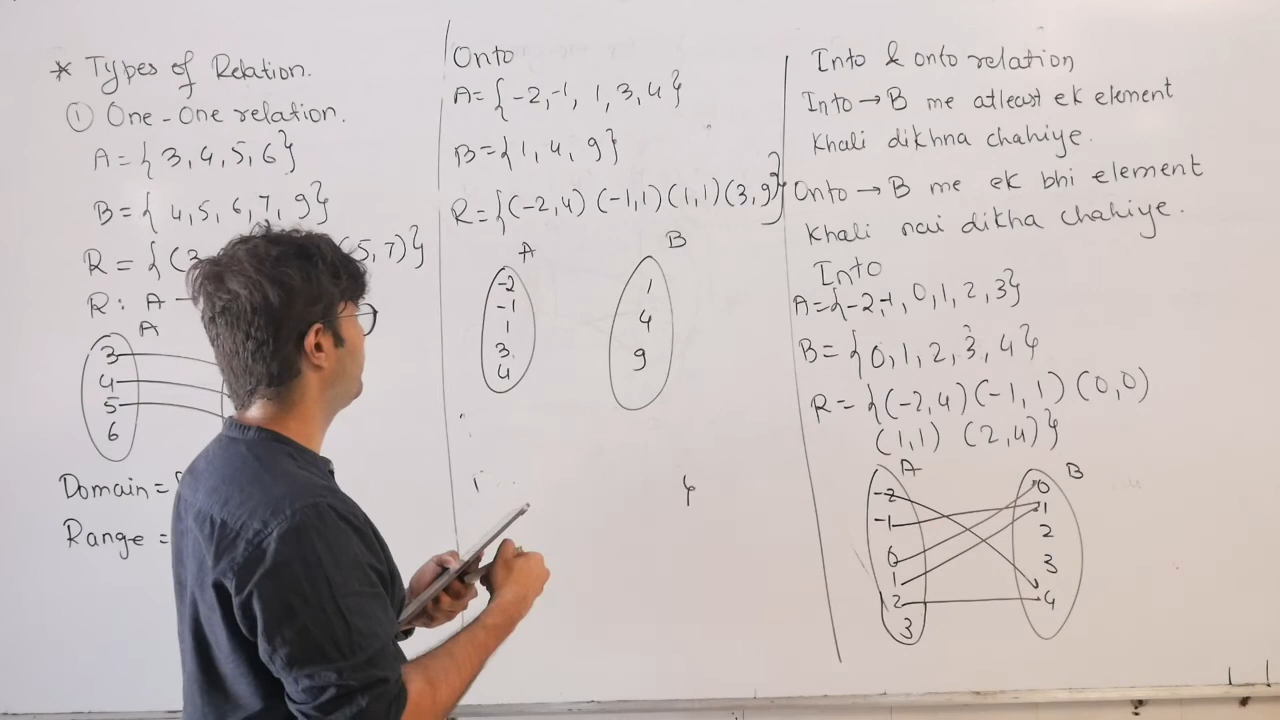 * Types of Relation.
① One - One relation.
A = { 3, 4, 5, 6}
B = { 4, 5, 6, 7, 9}
R = {(3 5, 7)}
R : A
A
3
4
5
6
Domain = {
Range =
Onto
A = {-2, -1, 1, 3, 4}
B = {1, 4, 9}
R = {(-2, 4) (-1, 1) (1, 1) (3, 9)}
A B
-2 1
-1 4
1 9
3
4
Into & onto relation
Into → B me atleast ek element
khali dikhna chahiye.
Onto → B me ek bhi element
khali nai dikha chahiye.
Into
A = {-2, -1, 0, 1, 2, 3}
B = {0, 1, 2, 3, 4}
R = {(-2, 4) (-1, 1) (0, 0)
(1, 1) (2, 4)}
A B
-2 0
-1 1
0 2
1 3
2 4
3